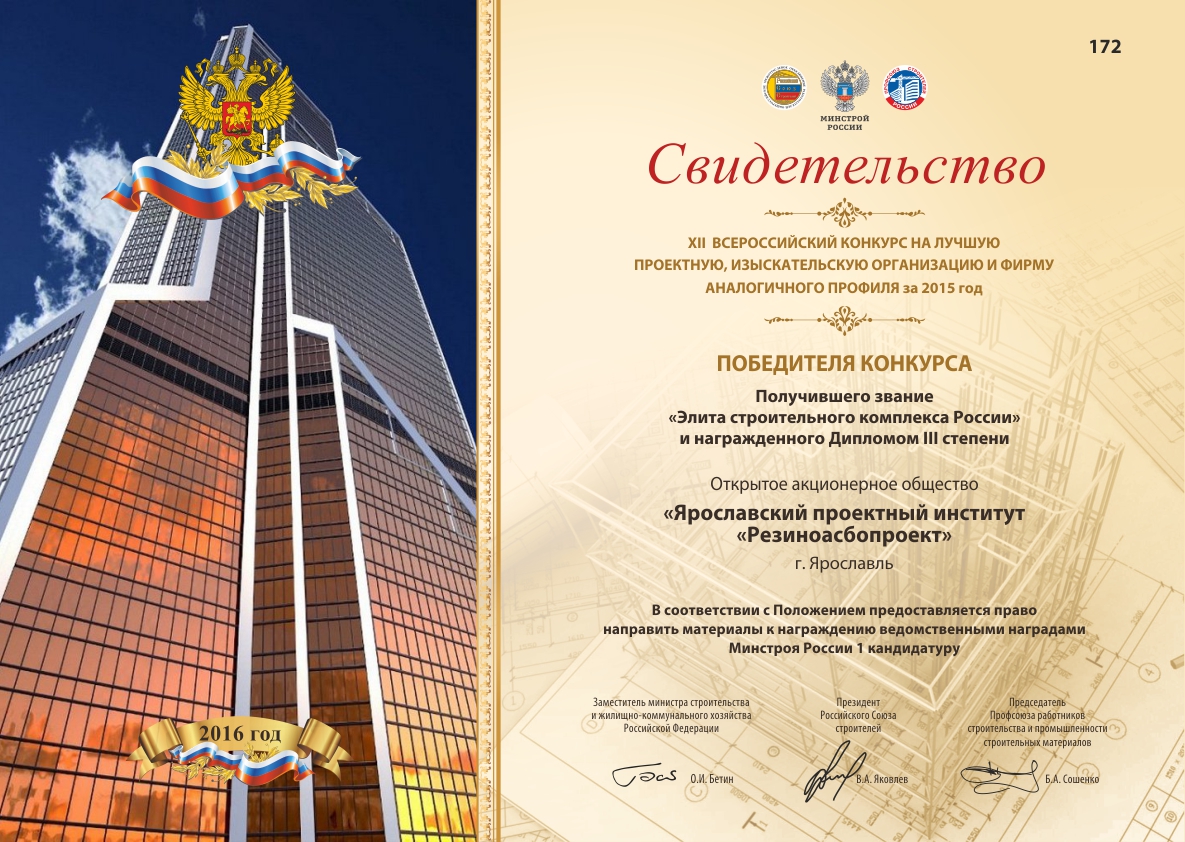 172
МИНСТРОЙ
РОССИИ
Свидетельство
XII ВСЕРОССИЙСКИЙ КОНКУРС НА ЛУЧШУЮ
ПРОЕКТНУЮ, ИЗЫСКАТЕЛЬСКУЮ ОРГАНИЗАЦИЮ И ФИРМУ
АНАЛОГИЧНОГО ПРОФИЛЯ за 2015 год
ПОБЕДИТЕЛЯ КОНКУРСА
Получившего звание
«Элита строительного комплекса России»
и награжденного Дипломом III степени
Открытое акционерное общество
«Ярославский проектный институт
«Резиноасбопроект»
г. Ярославль
В соответствии с Положением предоставляется право
направить материалы к награждению ведомственными наградами
Минстроя России 1 кандидатуру
Заместитель министра строительства
и жилищно-коммунального хозяйства
Российской Федерации
О.И. Бетин
Президент
Российского Союза
строителей
В.А. Яковлев
Председатель
Профсоюза работников
строительства и промышленности
строительных материалов
Б.А. Сошенко
2016 год